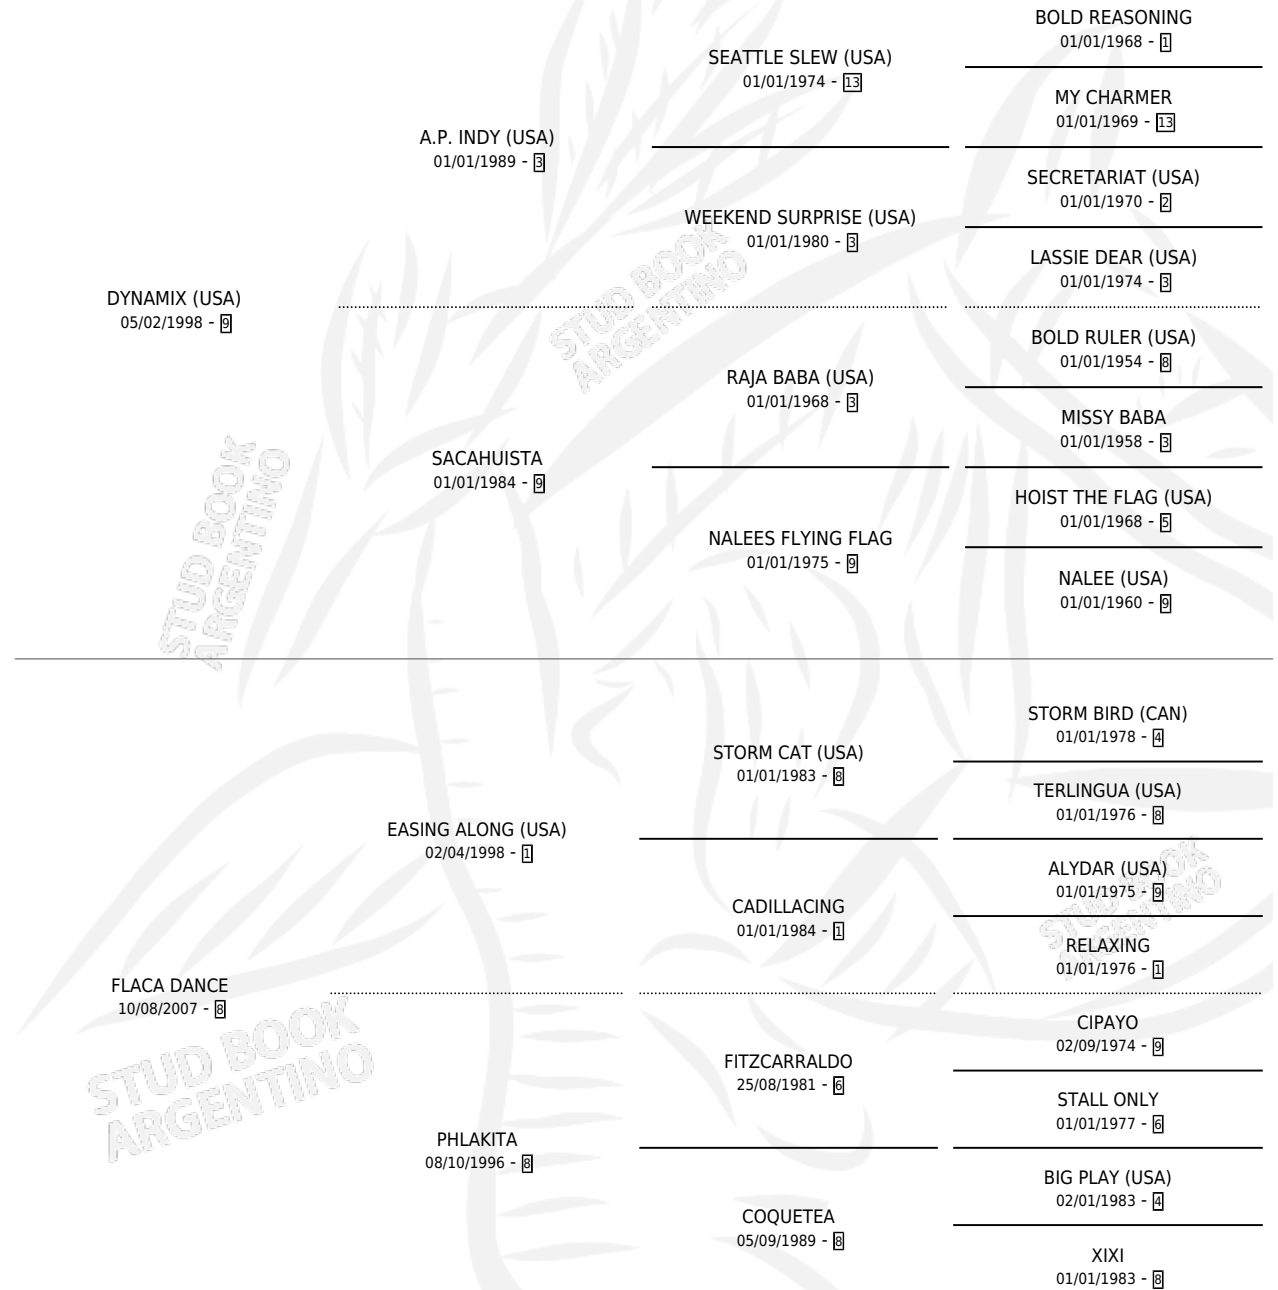 BOLD REASONING
01/01/1968 - 1
SEATTLE SLEW (USA)
01/01/1974 - 13
MY CHARMER
01/01/1969 - 13
A.P. INDY (USA)
01/01/1989 - 3
SECRETARIAT (USA)
01/01/1970 - 2
WEEKEND SURPRISE (USA)
01/01/1980 - 3
LASSIE DEAR (USA)
01/01/1974 - 3
DYNAMIX (USA)
05/02/1998 - 9
BOLD RULER (USA)
01/01/1954 - 8
RAJA BABA (USA)
01/01/1968 - 3
MISSY BABA
01/01/1958 - 3
SACAHUISTA
01/01/1984 - 9
HOIST THE FLAG (USA)
01/01/1968 - 5
NALEES FLYING FLAG
01/01/1975 - 9
NALEE (USA)
01/01/1960 - 9
STORM BIRD (CAN)
01/01/1978 - 4
STORM CAT (USA)
01/01/1983 - 8
TERLINGUA (USA)
01/01/1976 - 8
EASING ALONG (USA)
02/04/1998 - 1
ALYDAR (USA)
01/01/1975 - 9
CADILLACING
01/01/1984 - 1
RELAXING
01/01/1976 - 1
FLACA DANCE
10/08/2007 - 8
CIPAYO
02/09/1974 - 9
FITZCARRALDO
25/08/1981 - 6
STALL ONLY
01/01/1977 - 6
PHLAKITA
08/10/1996 - 8
BIG PLAY (USA)
02/01/1983 - 4
COQUETEA
05/09/1989 - 8
XIXI
01/01/1983 - 8
STUD BOOK
ARGENTINO
STUD BOOK
ARGENTINO
STUD BOOK
ARGENTINO
STUD BOOK
ARGENTINO